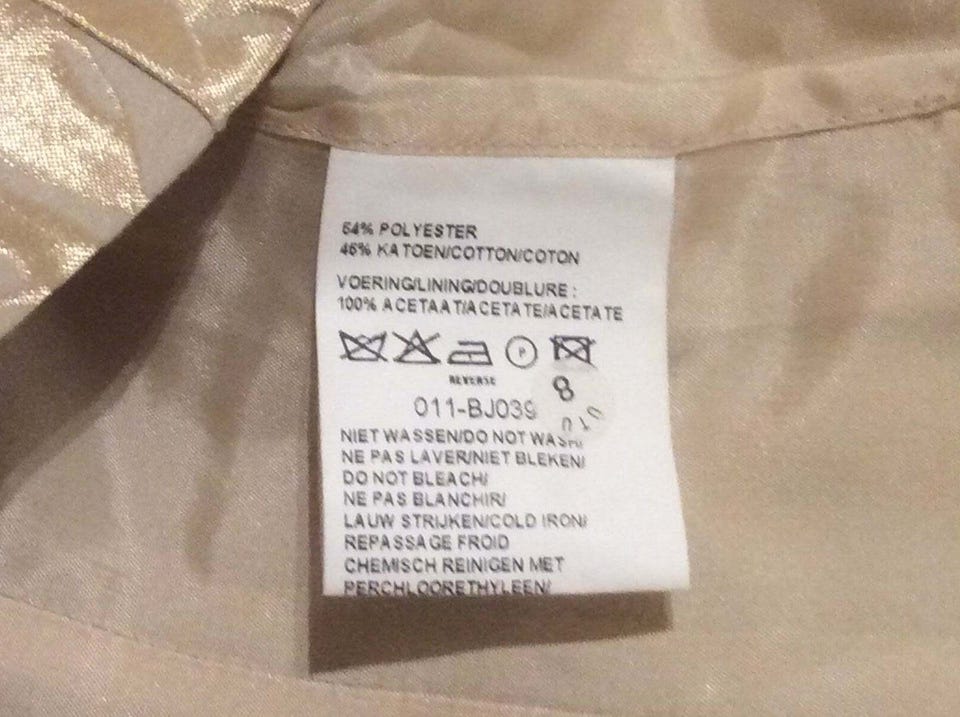 54% POLYESTER
46% KATOEN/COTTON/COTON
VOERING/LINING/DOUBLURE :
100% ACETAAT/ACETATE/ACETATE
P
REVERSE
8
011-BJ039
NIET WASSEN/DO NOT WASH/
NE PAS LAVER/NIET BLEKEN/
DO NOT BLEACH/
NE PAS BLANCHIR/
LAUW STRIJKEN/COLD IRON/
REPASSAGE FROID
CHEMISCH REINIGEN MET
PERCHLOORETHYLEEN/